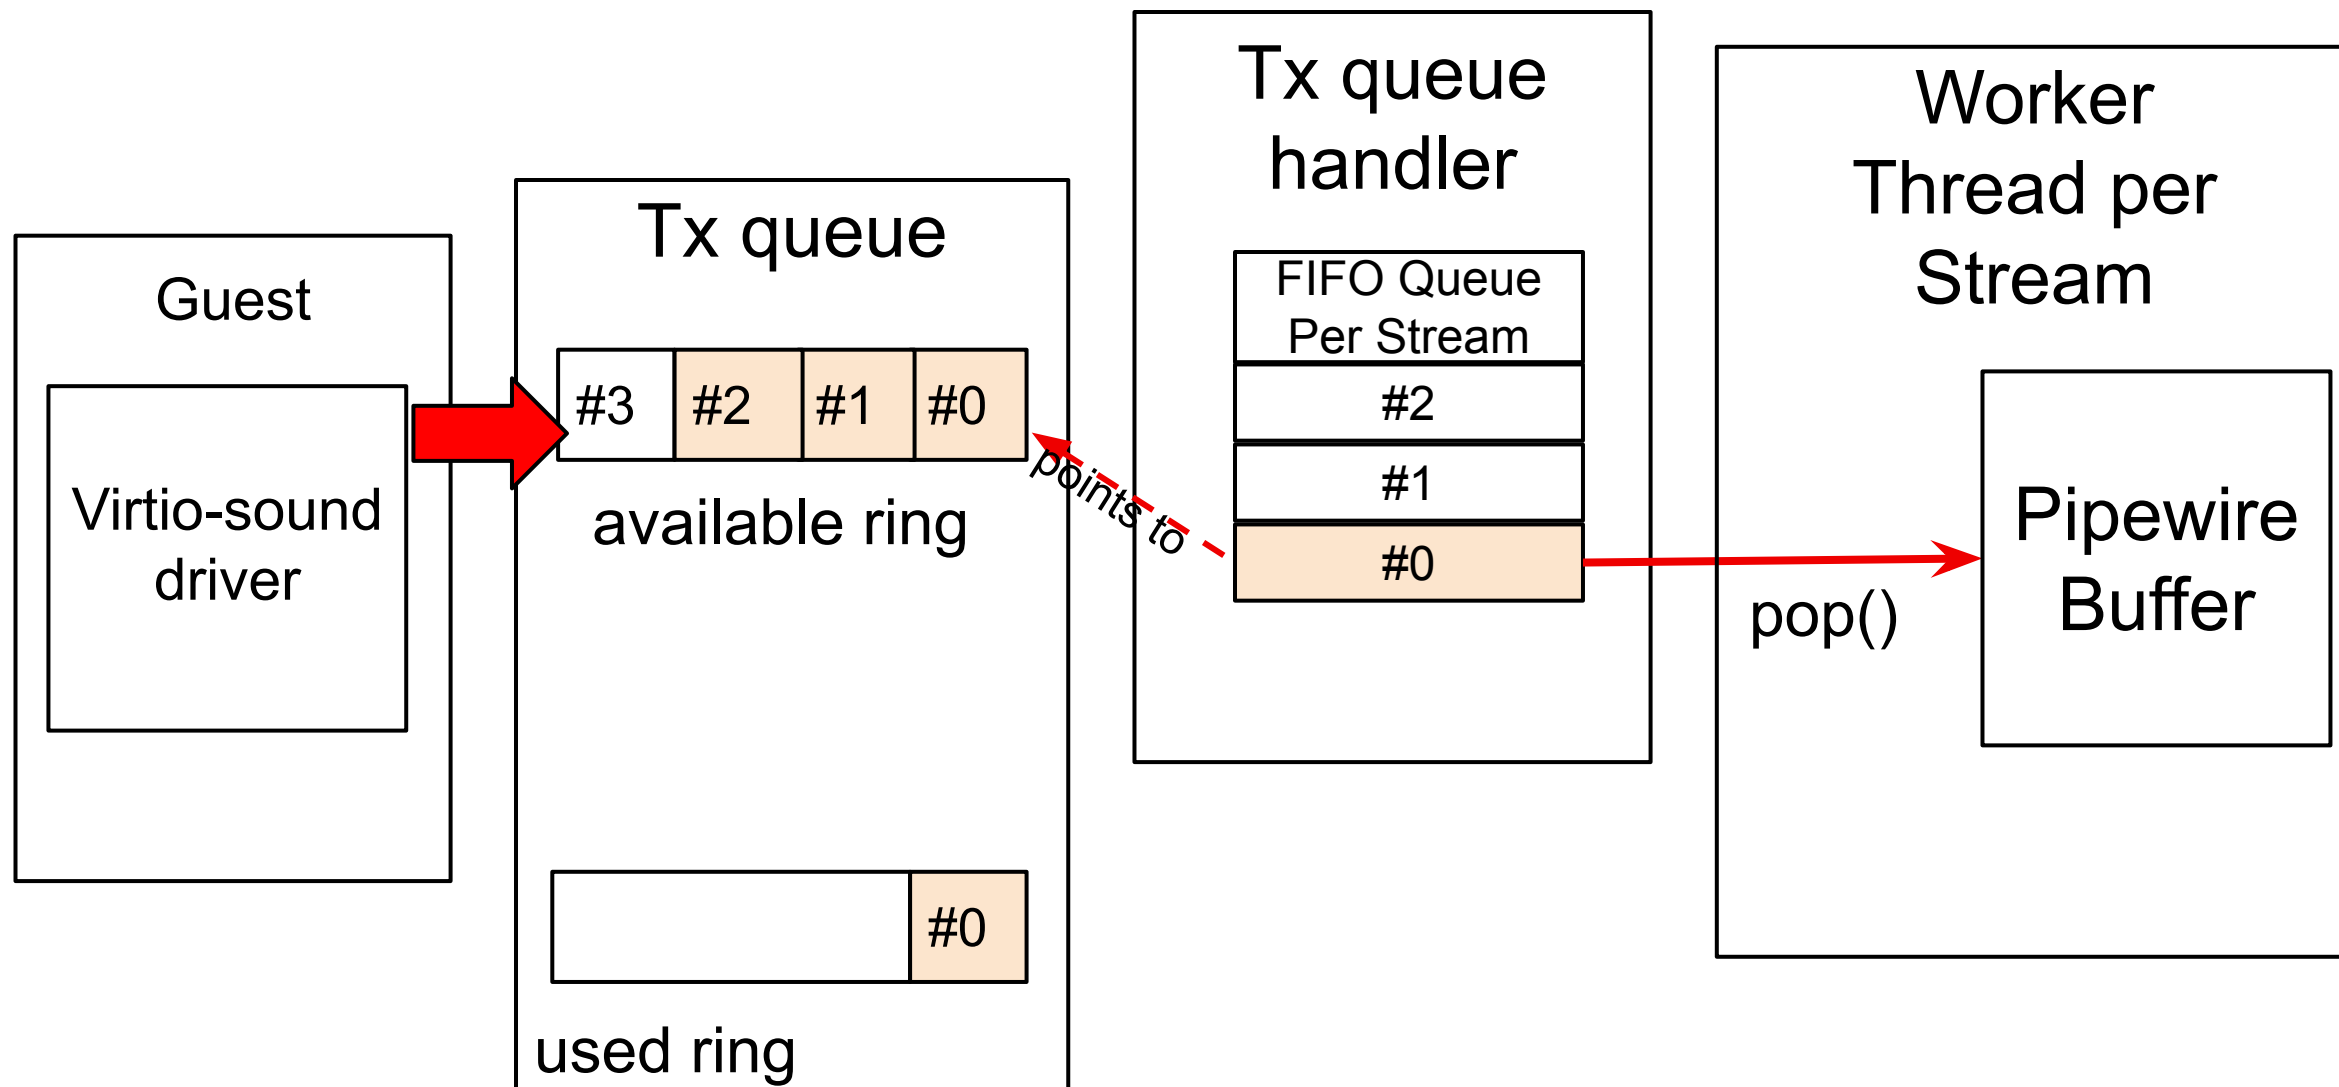 Guest
Virtio-sound
driver
Tx queue
#3 #2 #1 #0
available ring
#0
used ring
points to
Tx queue
handler
FIFO Queue
Per Stream
#2
#1
#0
pop()
Worker
Thread per
Stream
Pipewire
Buffer